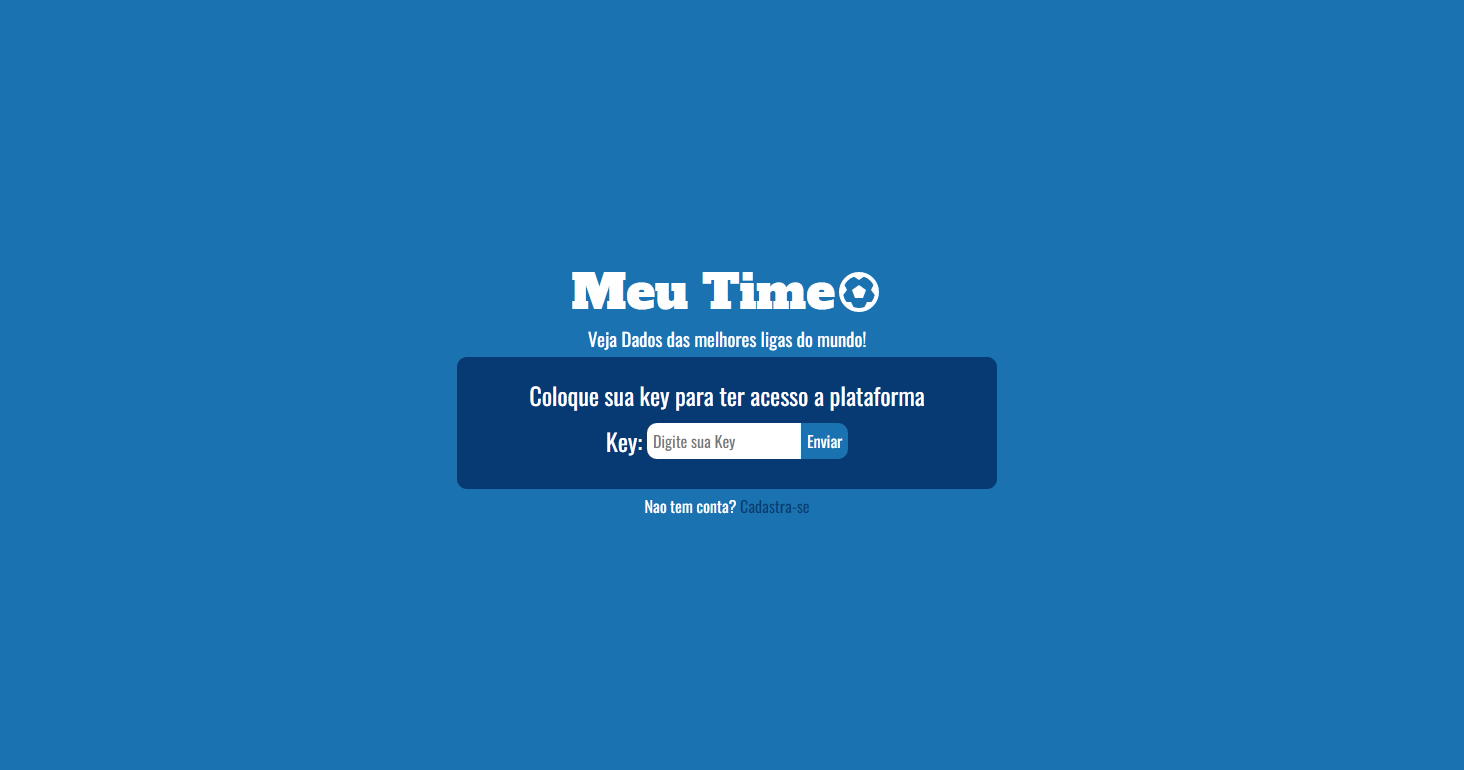 Meu Time
Veja Dados das melhores ligas do mundo!
Coloque sua key para ter acesso a plataforma
Key: Digite sua Key Enviar
Nao tem conta? Cadastra-se